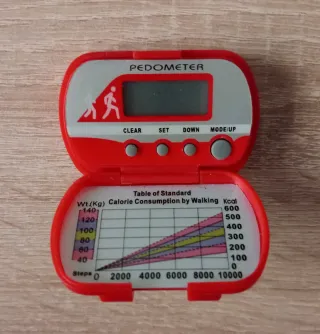 PEDOMETER
CLEAR SET DOWN MODE/UP
Table of Standard
Wt.(Kg) Calorie Consumption by Walking Kcal
140 600
120 500
100 400
80 300
60 200
40 100
0
Steps 0 2000 4000 6000 8000 10000